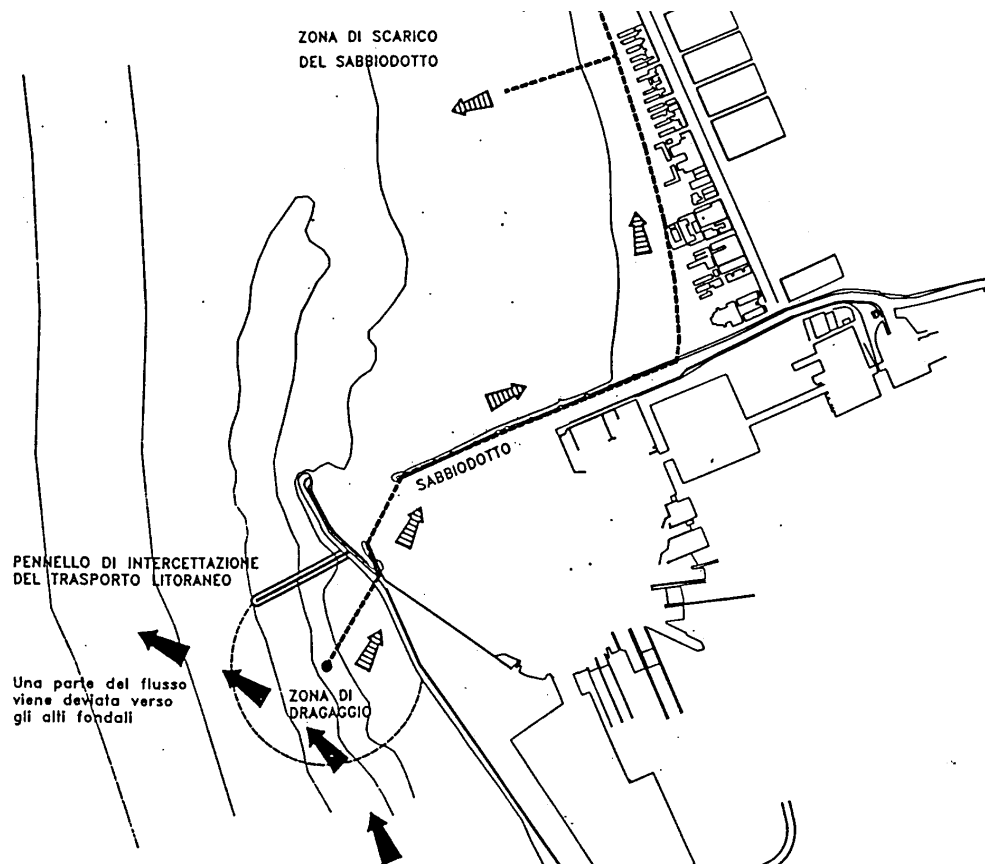 ZONA DI SCARICO
DEL SABBIODOTTO
SABBIODOTTO
PENNELLO DI INTERCETTAZIONE
DEL TRASPORTO LITORANEO
Una parte del flusso
viene deviata verso
gli alti fondali
ZONA DI
DRAGAGGIO